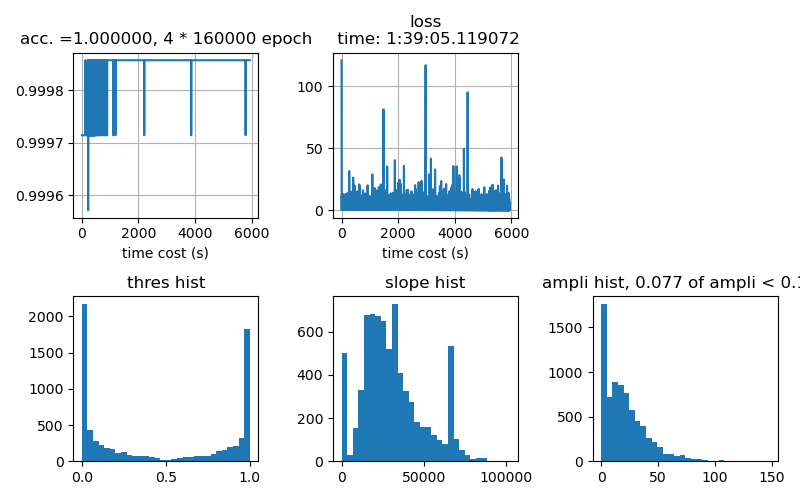 acc. =1.000000, 4 * 160000 epoch
0.9998
0.9997
0.9996
0 2000 4000 6000
time cost (s)
loss
time: 1:39:05.119072
100
50
0
0 2000 4000 6000
time cost (s)
thres hist
2000
1500
1000
500
0
0.0 0.5 1.0
slope hist
600
400
200
0
0 50000 100000
ampli hist, 0.077 of ampli < 0.1
1500
1000
500
0
0 50 100 150